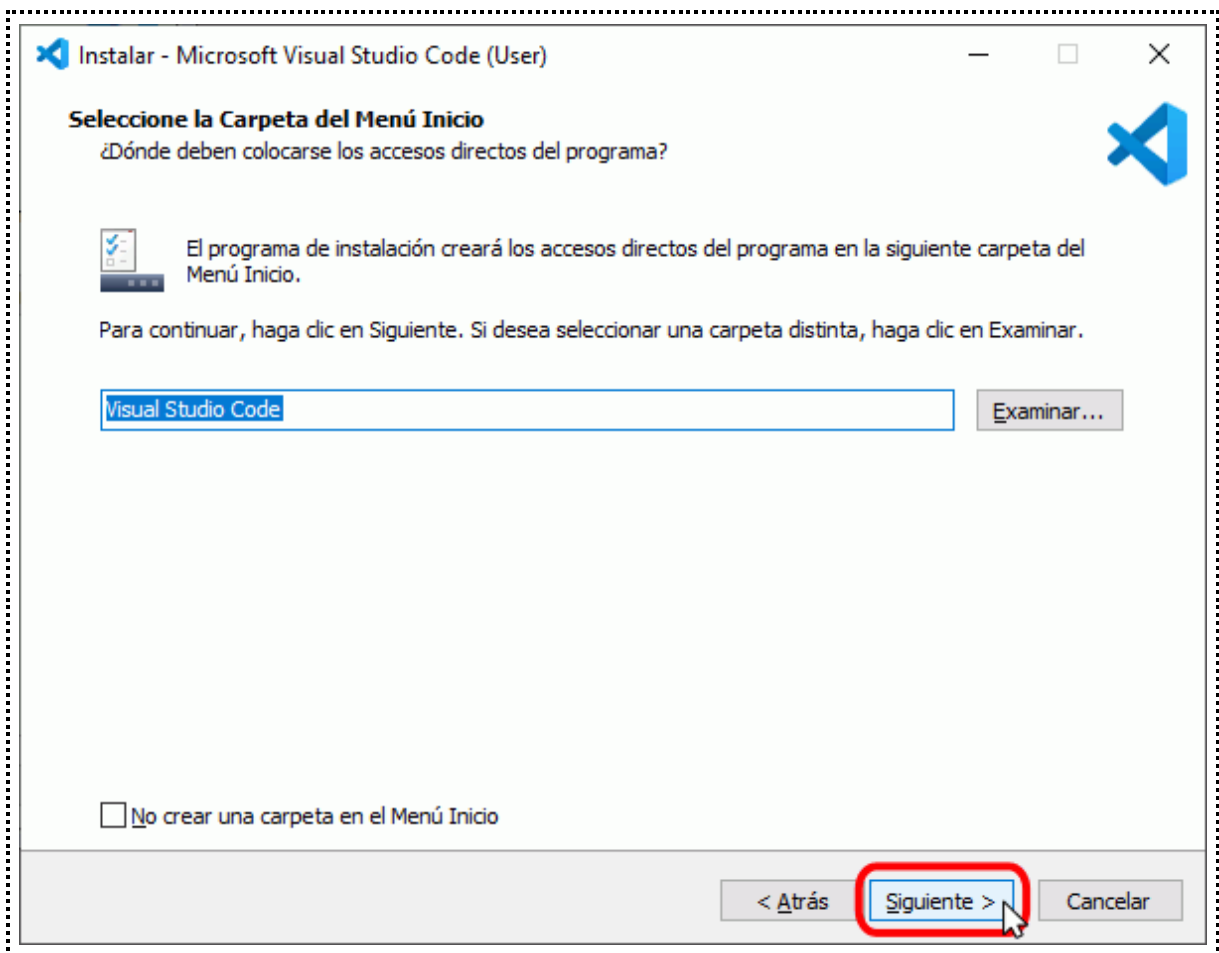 Instalar - Microsoft Visual Studio Code (User)
Seleccione la Carpeta del Menú Inicio
¿Dónde deben colocarse los accesos directos del programa?
El programa de instalación creará los accesos directos del programa en la siguiente carpeta del
Menú Inicio.
Para continuar, haga clic en Siguiente. Si desea seleccionar una carpeta distinta, haga clic en Examinar.
Visual Studio Code
Examinar...
No crear una carpeta en el Menú Inicio
< Atrás
Siguiente >
Cancelar